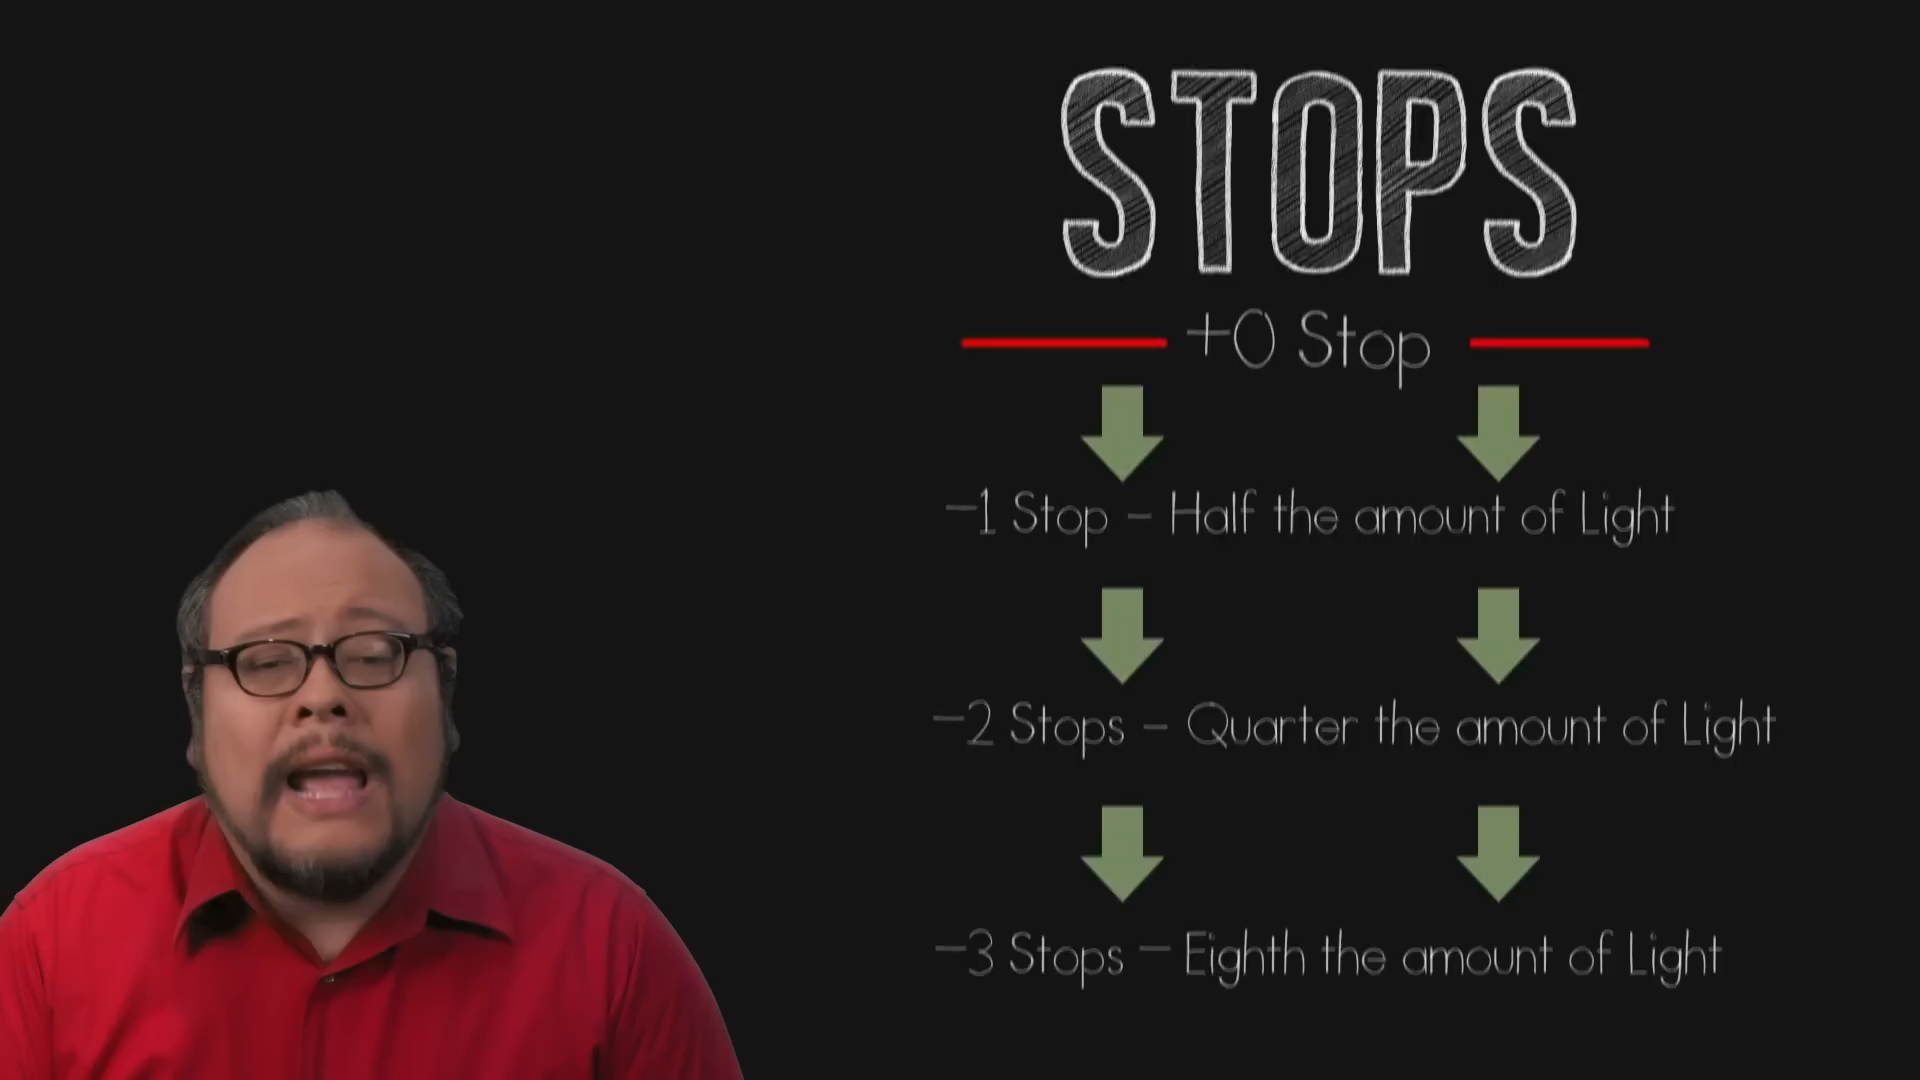 STOPS
+0 Stop
-1 Stop - Half the amount of Light
-2 Stops - Quarter the amount of Light
-3 Stops - Eighth the amount of Light